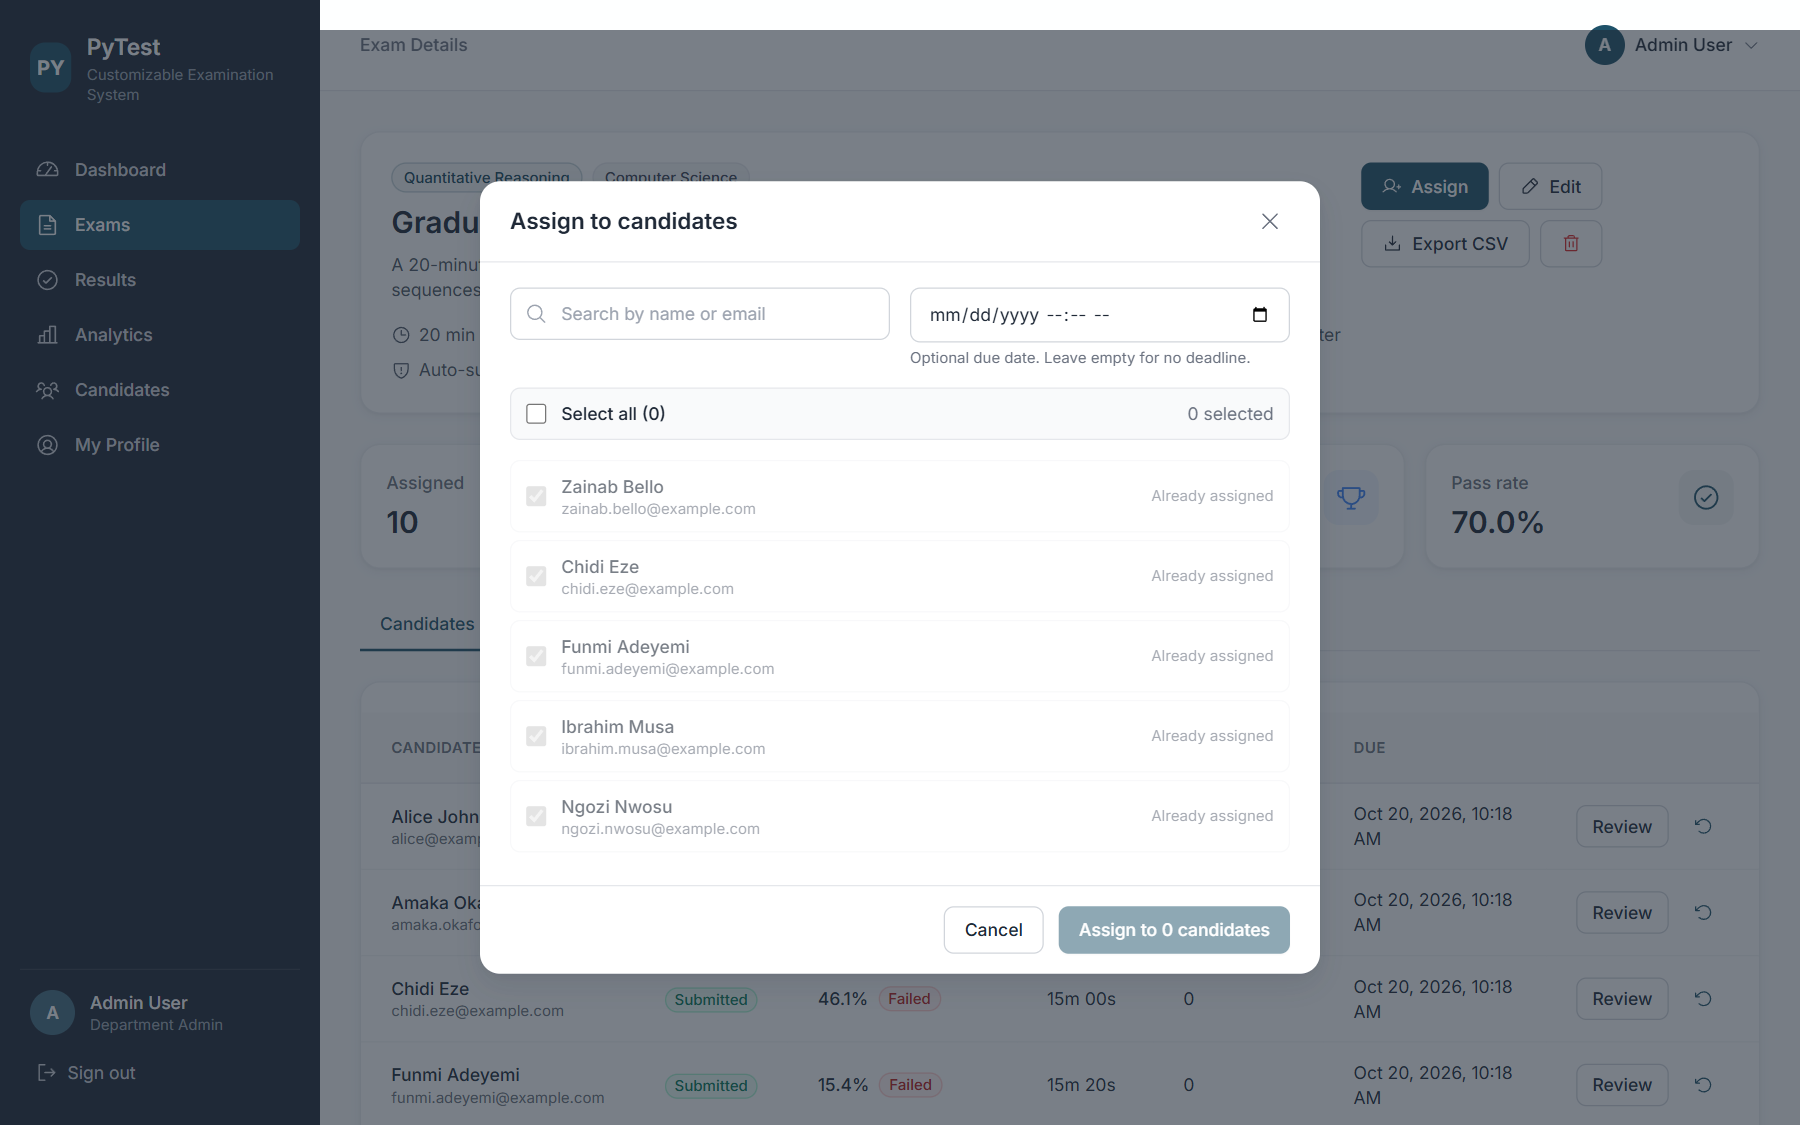 PY
PyTest
Customizable Examination
System
Dashboard
Exams
Results
Analytics
Candidates
My Profile
A
Admin User
Department Admin
Sign out
Exam Details
A
Admin User
Quantitative Reasoning
Computer Science
Assign
Edit
Export CSV
A 20-minu
sequences
20 min
Auto-su
Assigned
10
Pass rate
70.0%
Candidates
CANDIDATE
DUE
Alice John
alice@examp
Oct 20, 2026, 10:18
AM
Review
Amaka Oka
amaka.okafo
Oct 20, 2026, 10:18
AM
Review
Chidi Eze
chidi.eze@example.com
Submitted
46.1%
Failed
15m 00s
0
Oct 20, 2026, 10:18
AM
Review
Funmi Adeyemi
funmi.adeyemi@example.com
Submitted
15.4%
Failed
15m 20s
0
Oct 20, 2026, 10:18
AM
Review
Assign to candidates
Search by name or email
mm/dd/yyyy --:-- --
Optional due date. Leave empty for no deadline.
Select all (0)
0 selected
Zainab Bello
zainab.bello@example.com
Already assigned
Chidi Eze
chidi.eze@example.com
Already assigned
Funmi Adeyemi
funmi.adeyemi@example.com
Already assigned
Ibrahim Musa
ibrahim.musa@example.com
Already assigned
Ngozi Nwosu
ngozi.nwosu@example.com
Already assigned
Cancel
Assign to 0 candidates